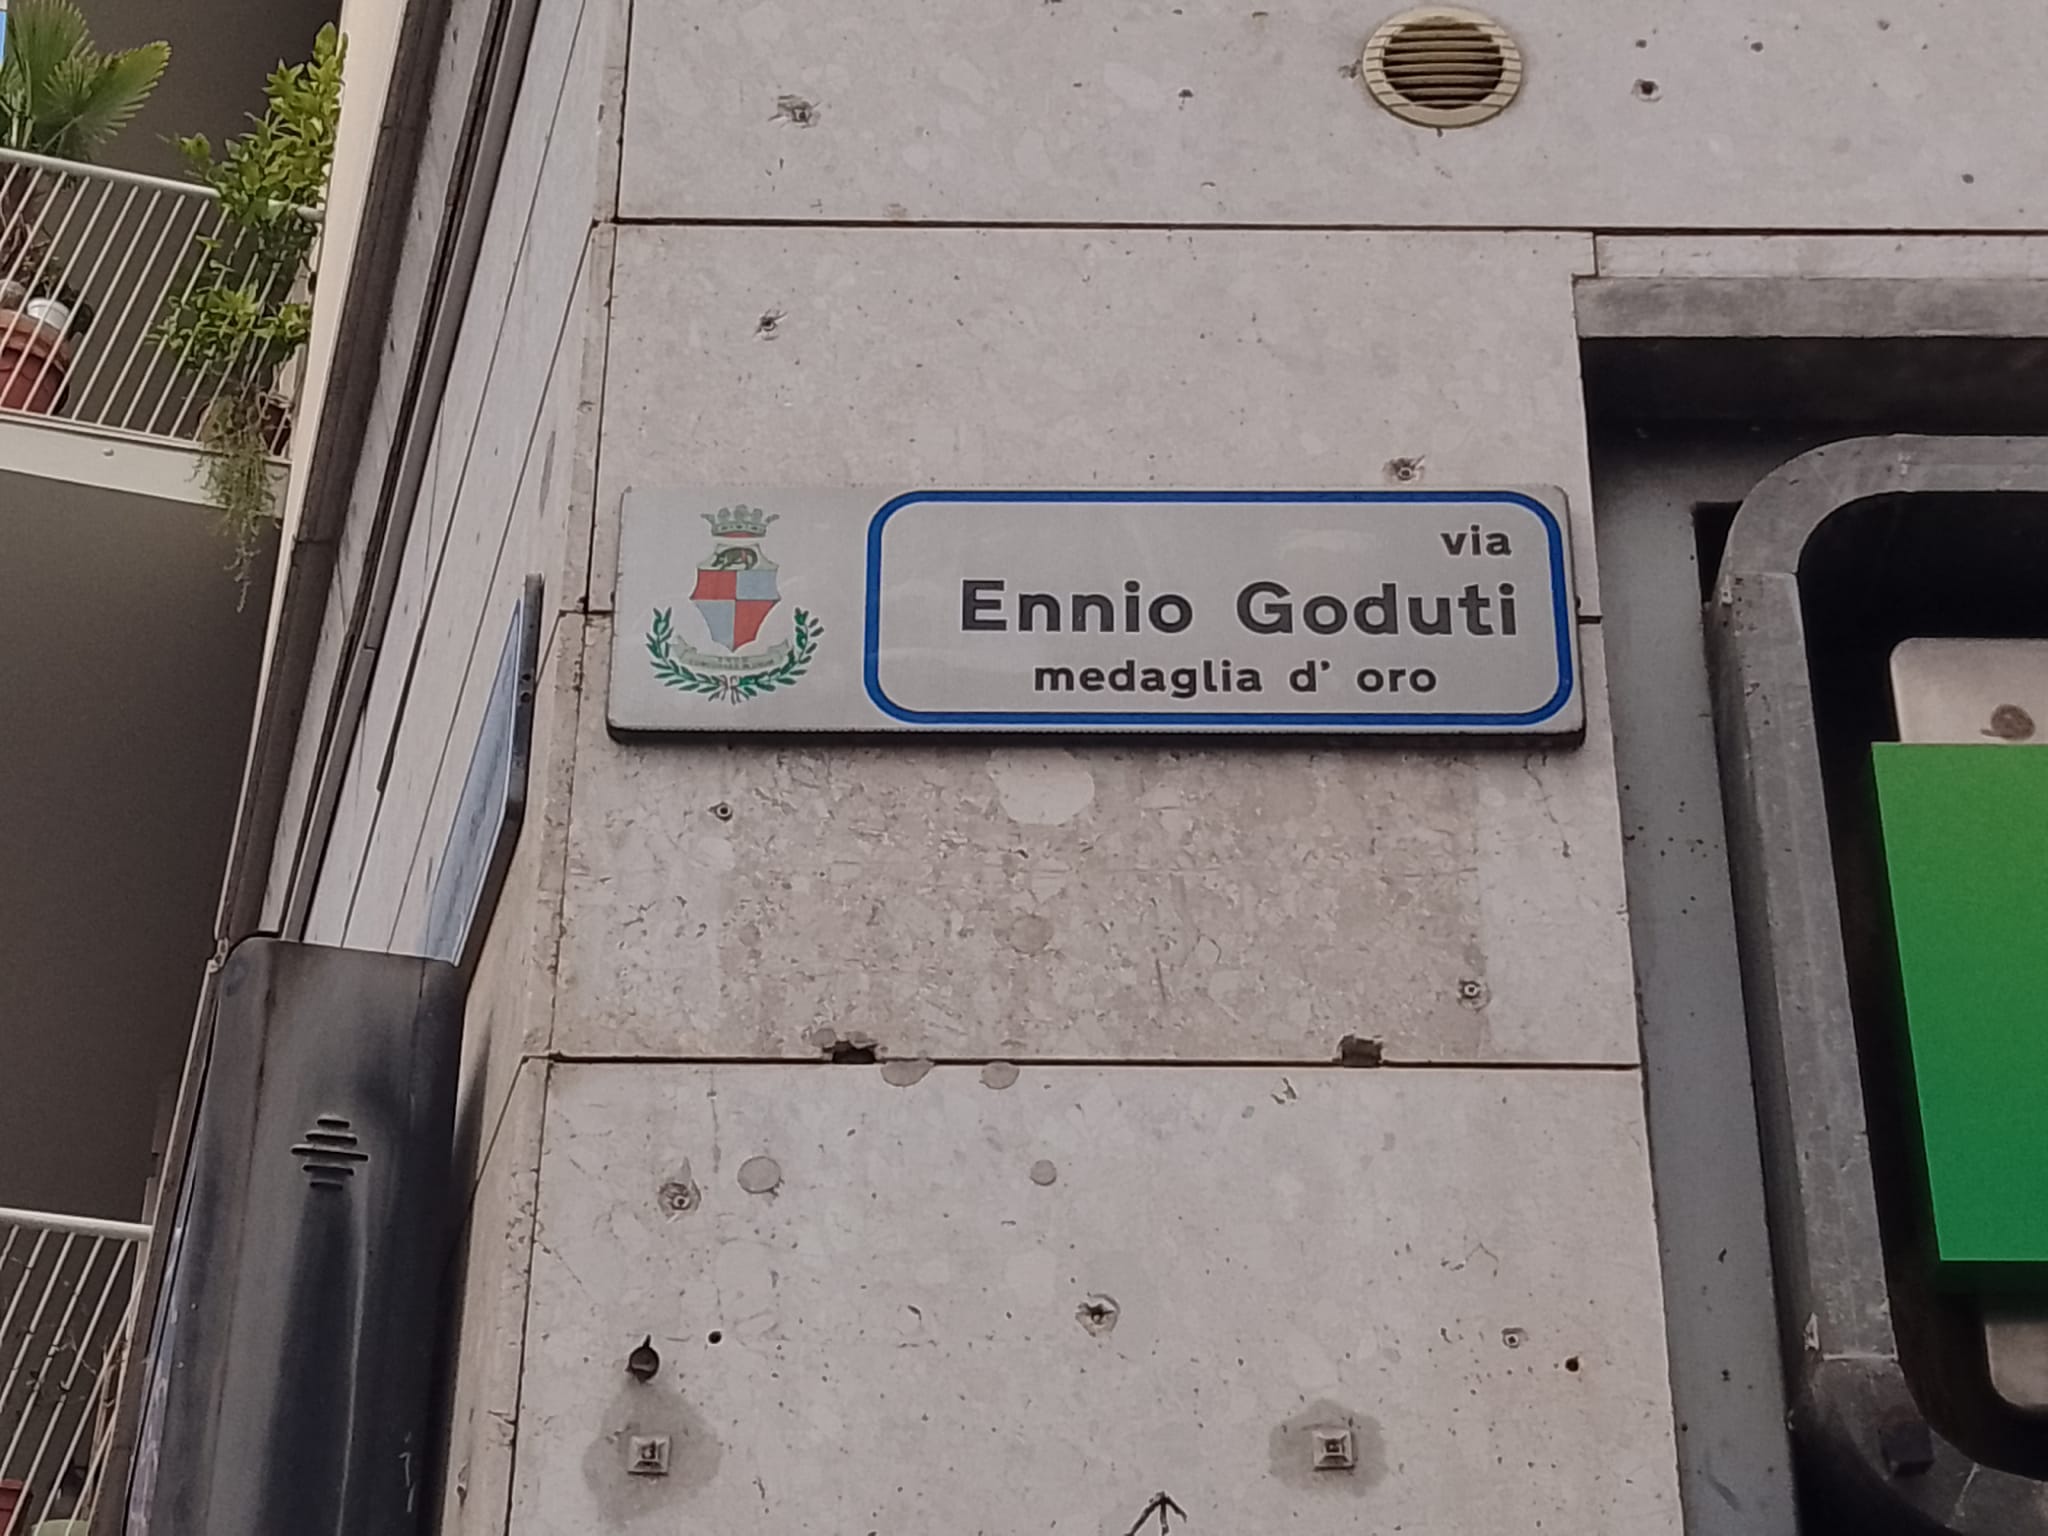 via
Ennio Goduti
medaglia d' oro